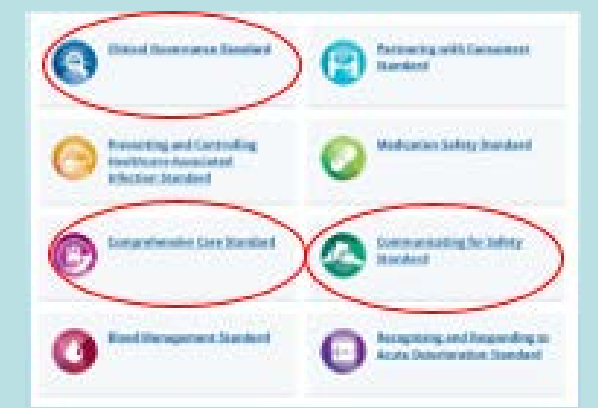 Clinical Governance Standard
Partnering with Consumers
Standard
Preventing and Controlling
Healthcare-Associated
Infection Standard
Medication Safety Standard
Comprehensive Care Standard
Communicating for Safety
Standard
Blood Management Standard
Recognising and Responding to
Acute Deterioration Standard